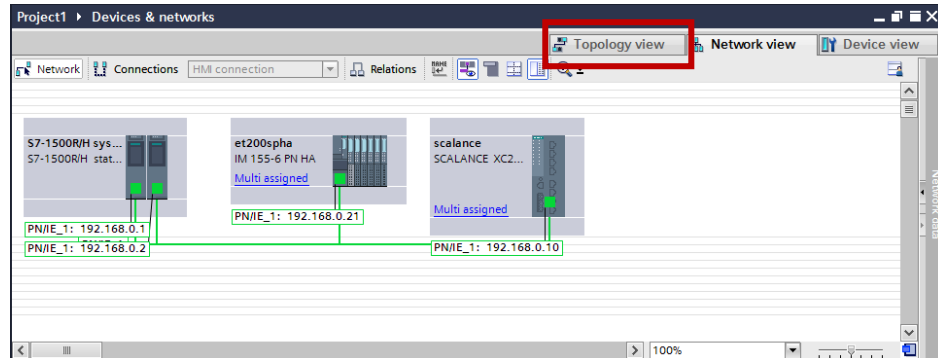 Project1 ▸ Devices & networks
Topology view
Network view
Device view
Network
Connections
HMI connection
Relations
S7-1500R/H sys...
S7-1500R/H stat...
et200spha
IM 155-6 PN HA
Multi assigned
scalance
SCALANCE XC2...
Multi assigned
PN/IE_1: 192.168.0.1
PN/IE_1: 192.168.0.2
PN/IE_1: 192.168.0.21
PN/IE_1: 192.168.0.10
Network data
100%